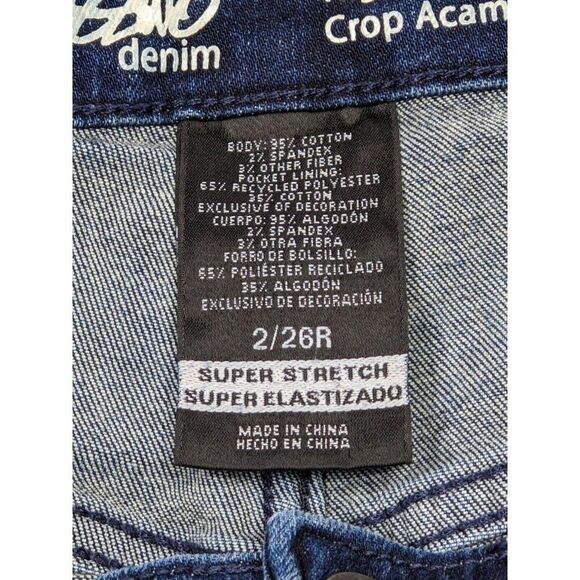 denim
Crop Acam
BODY: 95% COTTON
2% SPANDEX
3% OTHER FIBER
POCKET LINING:
65% RECYCLED POLYESTER
35% COTTON
EXCLUSIVE OF DECORATION
CUERPO: 95% ALGODÓN
2% SPANDEX
3% OTRA FIBRA
FORRO DE BOLSILLO:
65% POLIÉSTER RECICLADO
35% ALGODÓN
EXCLUSIVO DE DECORACIÓN
2/26R
SUPER STRETCH
SUPER ELASTIZADO
MADE IN CHINA
HECHO EN CHINA